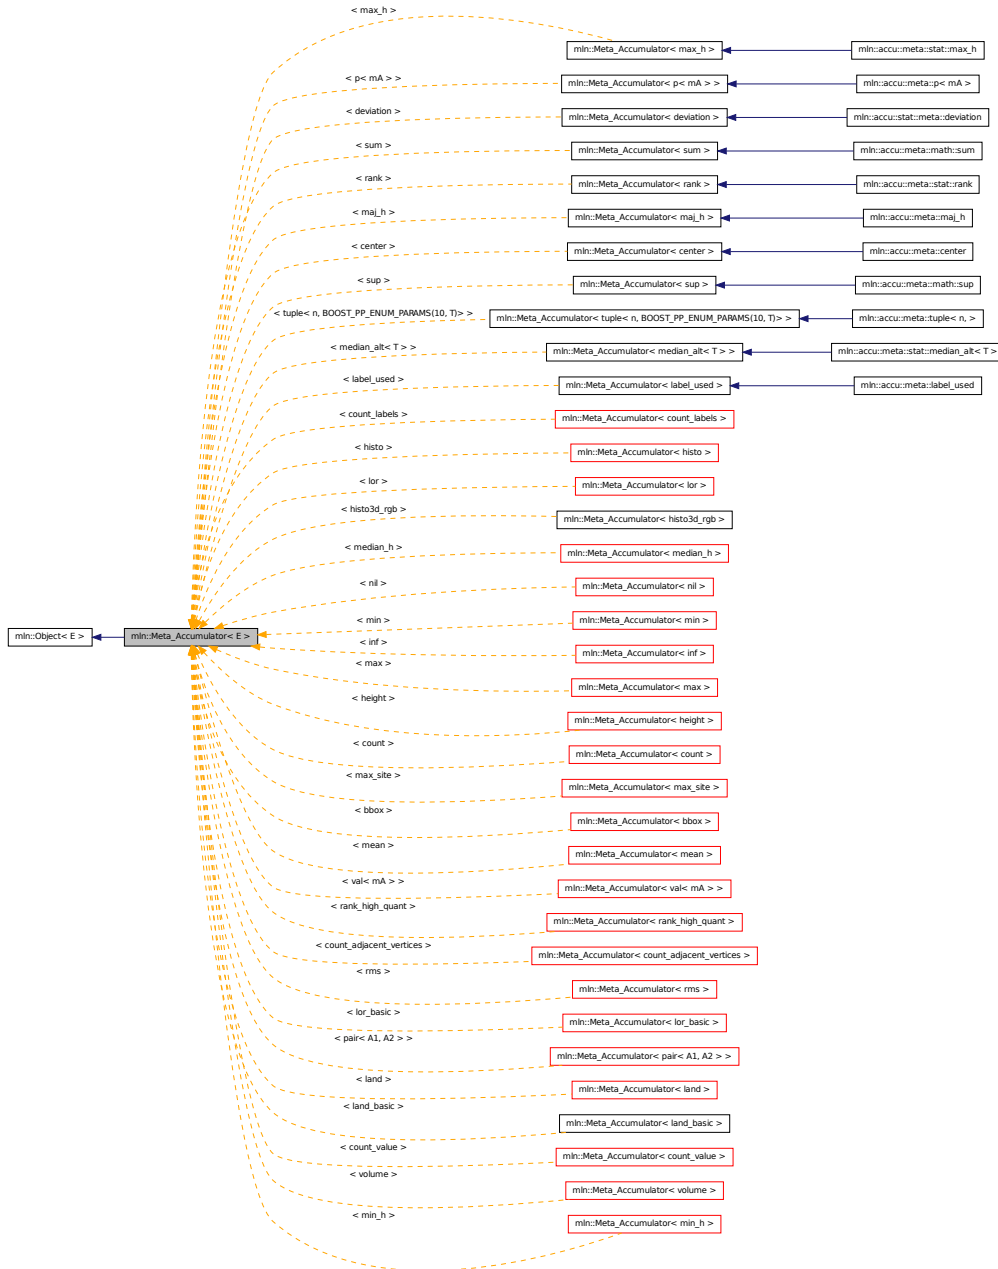 < max_h >
mln::Meta_Accumulator< max_h >
mln::accu::meta::stat::max_h
< p< mA > >
mln::Meta_Accumulator< p< mA > >
mln::accu::meta::p< mA >
< deviation >
mln::Meta_Accumulator< deviation >
mln::accu::stat::meta::deviation
< sum >
mln::Meta_Accumulator< sum >
mln::accu::meta::math::sum
< rank >
mln::Meta_Accumulator< rank >
mln::accu::meta::stat::rank
< maj_h >
mln::Meta_Accumulator< maj_h >
mln::accu::meta::maj_h
< center >
mln::Meta_Accumulator< center >
mln::accu::meta::center
< sup >
mln::Meta_Accumulator< sup >
mln::accu::meta::math::sup
< tuple< n, BOOST_PP_ENUM_PARAMS(10, T)> >
mln::Meta_Accumulator< tuple< n, BOOST_PP_ENUM_PARAMS(10, T)> >
mln::accu::meta::tuple< n, >
< median_alt< T > >
mln::Meta_Accumulator< median_alt< T > >
mln::accu::meta::stat::median_alt< T >
< label_used >
mln::Meta_Accumulator< label_used >
mln::accu::meta::label_used
< count_labels >
mln::Meta_Accumulator< count_labels >
< histo >
mln::Meta_Accumulator< histo >
< lor >
mln::Meta_Accumulator< lor >
< histo3d_rgb >
mln::Meta_Accumulator< histo3d_rgb >
< median_h >
mln::Meta_Accumulator< median_h >
< nil >
mln::Meta_Accumulator< nil >
< min >
mln::Meta_Accumulator< min >
mln::Object< E >
mln::Meta_Accumulator< E >
< inf >
mln::Meta_Accumulator< inf >
< max >
mln::Meta_Accumulator< max >
< height >
mln::Meta_Accumulator< height >
< count >
mln::Meta_Accumulator< count >
< max_site >
mln::Meta_Accumulator< max_site >
< bbox >
mln::Meta_Accumulator< bbox >
< mean >
mln::Meta_Accumulator< mean >
< val< mA > >
mln::Meta_Accumulator< val< mA > >
< rank_high_quant >
mln::Meta_Accumulator< rank_high_quant >
< count_adjacent_vertices >
mln::Meta_Accumulator< count_adjacent_vertices >
< rms >
mln::Meta_Accumulator< rms >
< lor_basic >
mln::Meta_Accumulator< lor_basic >
< pair< A1, A2 > >
mln::Meta_Accumulator< pair< A1, A2 > >
< land >
mln::Meta_Accumulator< land >
< land_basic >
mln::Meta_Accumulator< land_basic >
< count_value >
mln::Meta_Accumulator< count_value >
< volume >
mln::Meta_Accumulator< volume >
< min_h >
mln::Meta_Accumulator< min_h >